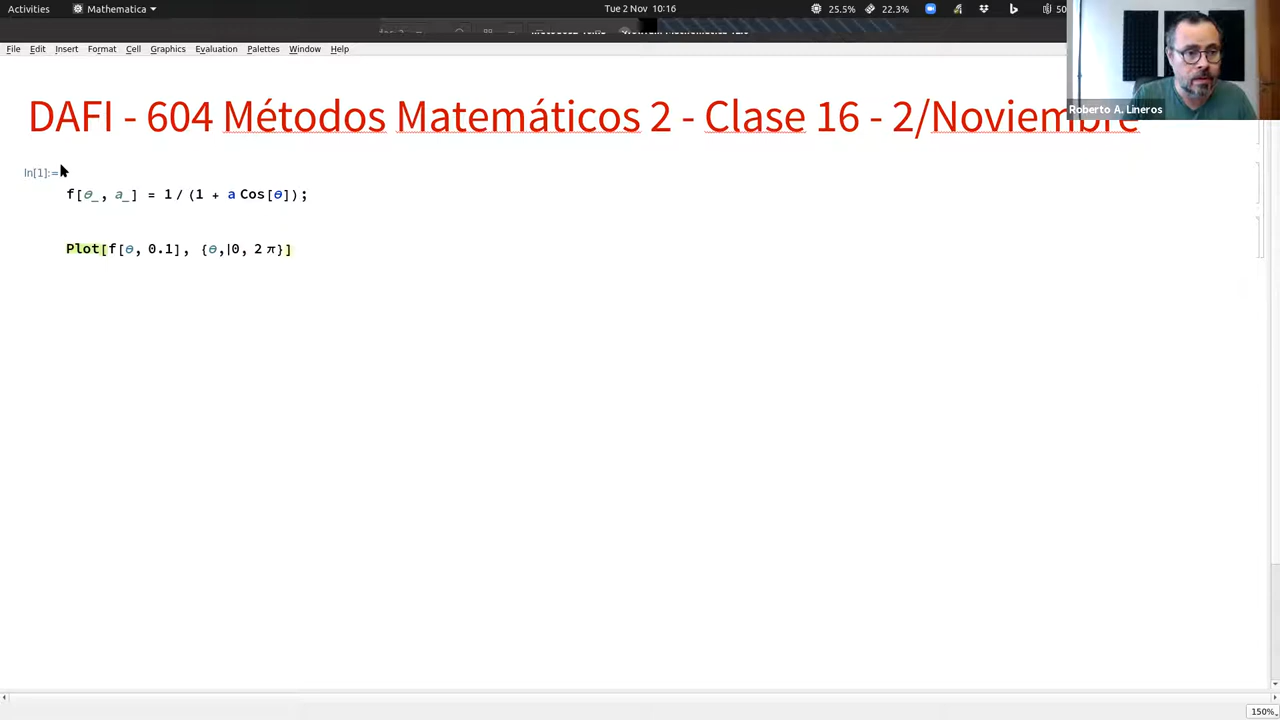 Activities Mathematica Tue 2 Nov 10:16 25.5% 22.3% 50
File Edit Insert Format Cell Graphics Evaluation Palettes Window Help
Roberto A. Lineros
DAFI - 604 Métodos Matemáticos 2 - Clase 16 - 2/Noviembre
In[1]:=
f[θ_, a_] = 1 / (1 + a Cos[θ]);
Plot[f[θ, 0.1], {θ, 0, 2 π}]
150%